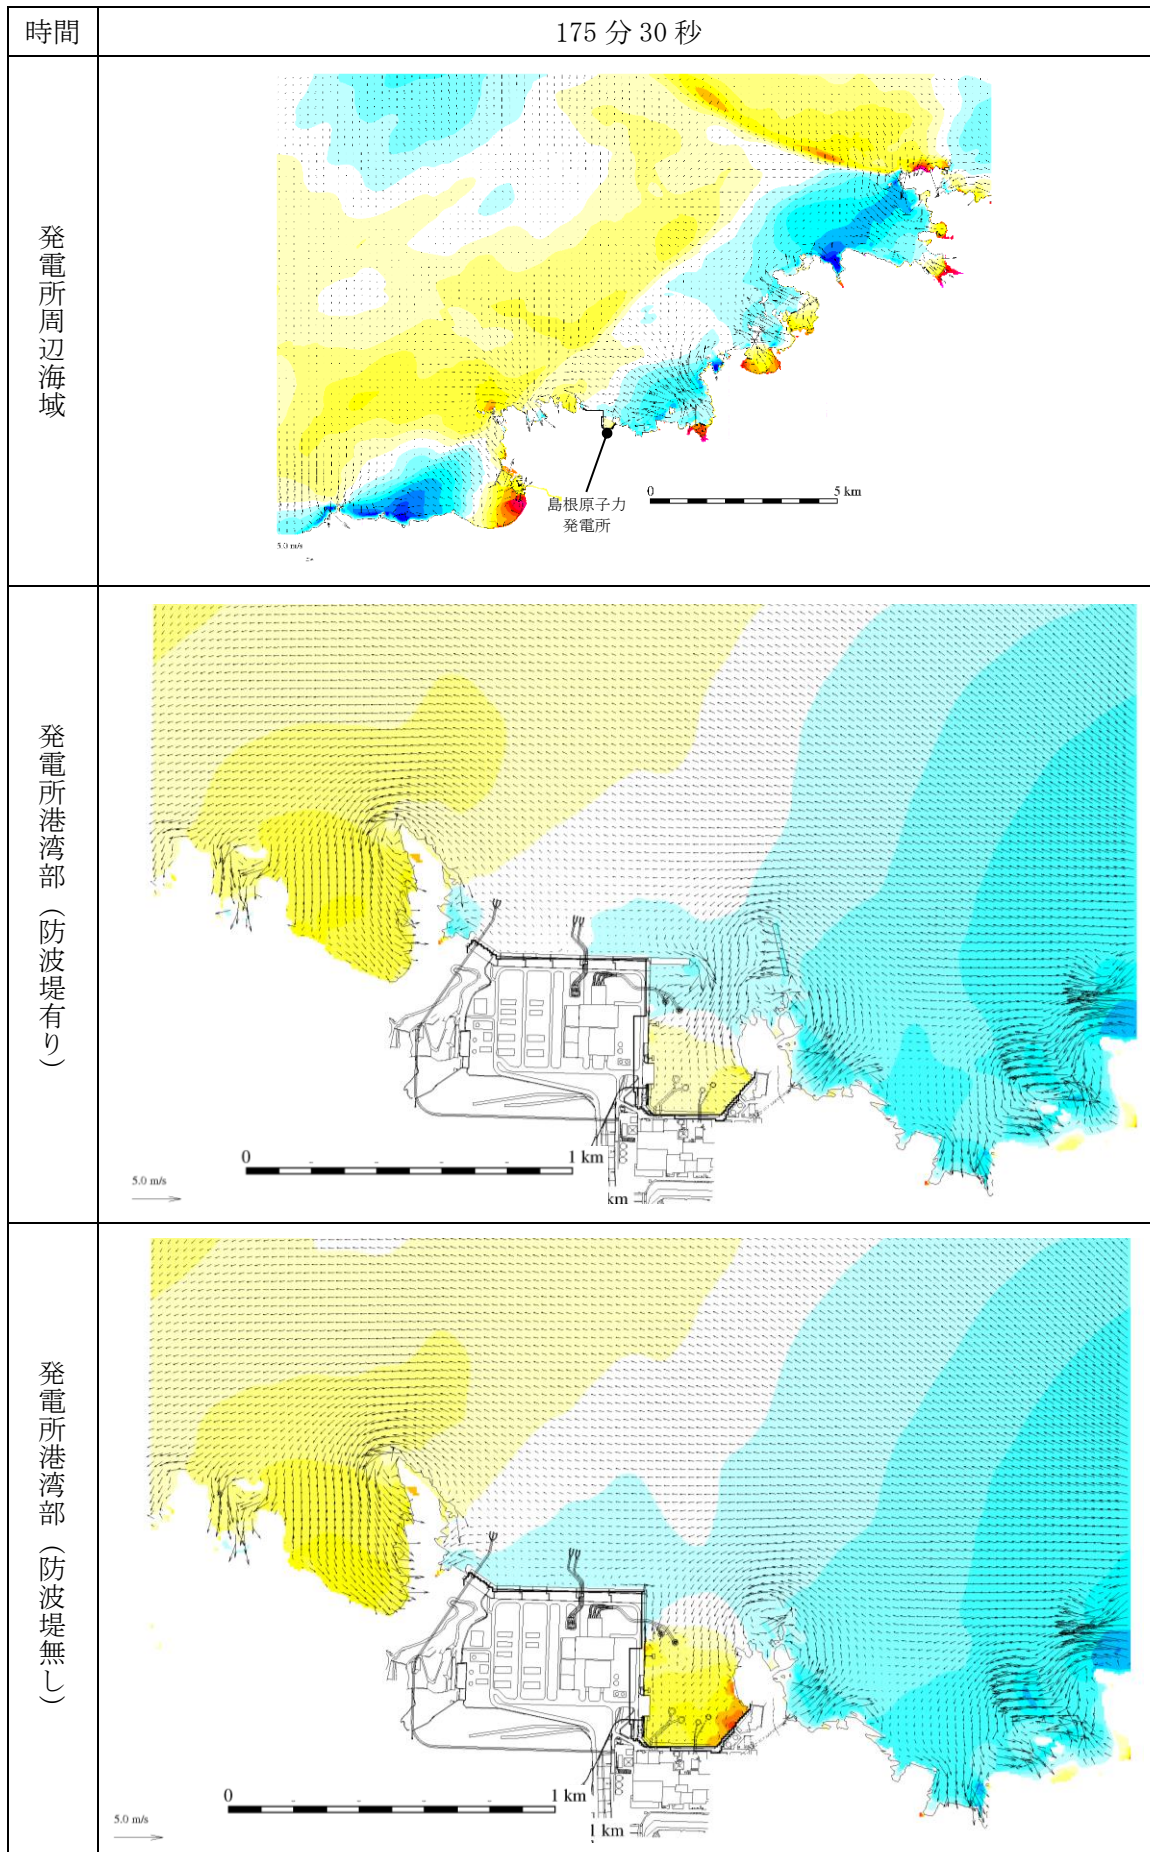 時間
175 分 30 秒
発電所周辺海域
島根原子力
発電所
0
5 km
5.0 m/s
発電所港湾部（防波堤有り）
0
1 km
km
5.0 m/s
発電所港湾部（防波堤無し）
0
1 km
1 km
5.0 m/s